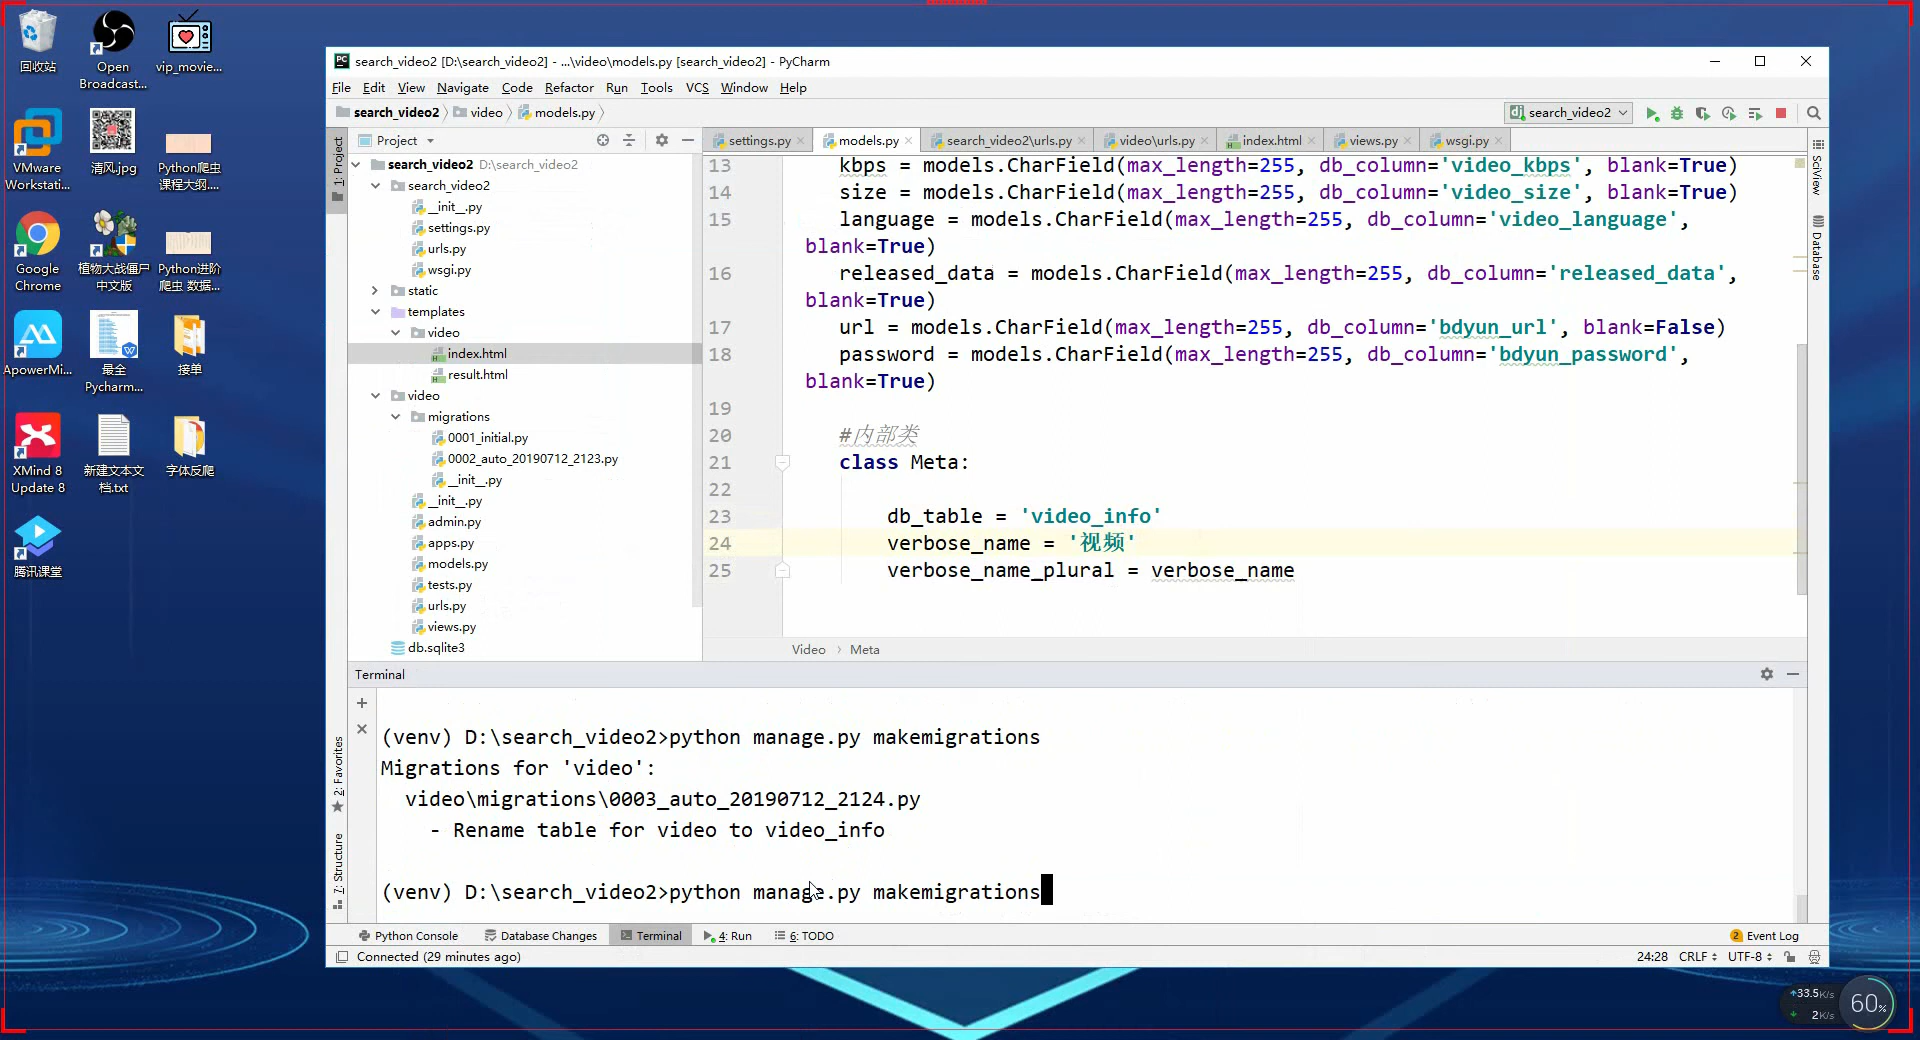 回收站
Open Broadcast...
vip_movie...
VMware Workstati...
清风.jpg
Python爬虫课程大纲....
Google Chrome
植物大战僵尸中文版
Python进阶爬虫 数据...
ApowerMi...
最全Pycharm...
接单
XMind 8 Update 8
新建文本文档.txt
字体反爬
腾讯课堂
search_video2 [D:\search_video2] - ...\video\models.py [search_video2] - PyCharm
File Edit View Navigate Code Refactor Run Tools VCS Window Help
search_video2 video models.py
search_video2
Project
settings.py models.py search_video2\urls.py video\urls.py index.html views.py wsgi.py
1: Project
search_video2 D:\search_video2
search_video2
__init__.py
settings.py
urls.py
wsgi.py
static
templates
video
index.html
result.html
video
migrations
0001_initial.py
0002_auto_20190712_2123.py
__init__.py
__init__.py
admin.py
apps.py
models.py
tests.py
urls.py
views.py
db.sqlite3
13 kbps = models.CharField(max_length=255, db_column='video_kbps', blank=True)
14 size = models.CharField(max_length=255, db_column='video_size', blank=True)
15 language = models.CharField(max_length=255, db_column='video_language',
blank=True)
16 released_data = models.CharField(max_length=255, db_column='released_data',
blank=True)
17 url = models.CharField(max_length=255, db_column='bdyun_url', blank=False)
18 password = models.CharField(max_length=255, db_column='bdyun_password',
blank=True)
19
20 #内部类
21 class Meta:
22
23 db_table = 'video_info'
24 verbose_name = '视频'
25 verbose_name_plural = verbose_name
Video › Meta
SciView
Database
Terminal
(venv) D:\search_video2>python manage.py makemigrations
Migrations for 'video':
video\migrations\0003_auto_20190712_2124.py
- Rename table for video to video_info
(venv) D:\search_video2>python manage.py makemigrations
2: Favorites
7: Structure
Python Console Database Changes Terminal 4: Run 6: TODO
2 Event Log
Connected (29 minutes ago)
24:28 CRLF UTF-8
33.5K/s
2K/s
60%